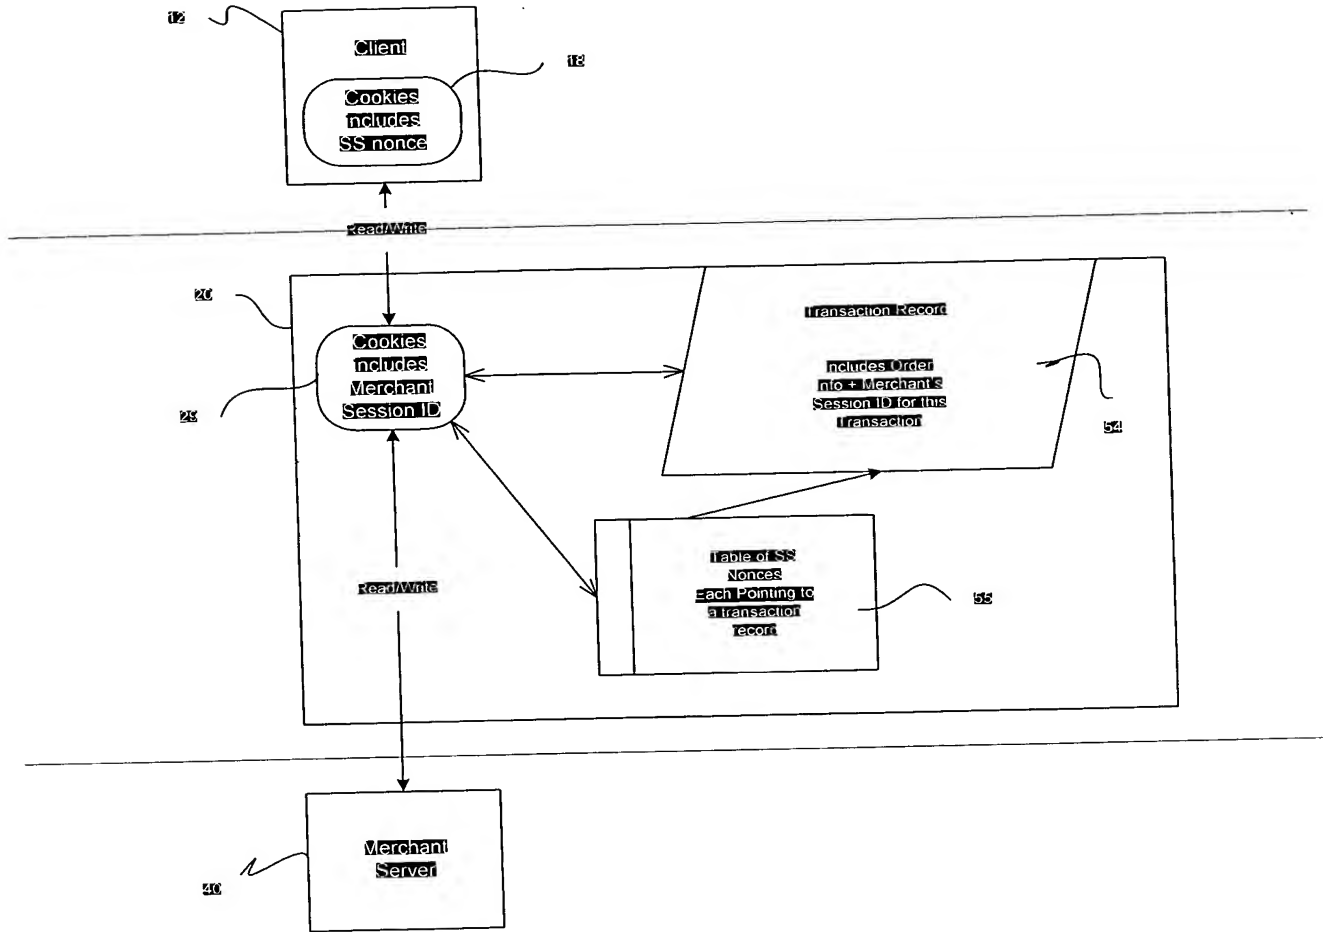 12
Client
18
Cookies
includes
SS nonce
Read/Write
20
Cookies
includes
Merchant
Session ID
Transaction Record
Includes Order
Info + Merchant's
Session ID for this
Transaction
54
Table of SS
Nonces
Each Pointing to
a transaction
record
55
Read/Write
Merchant
Server
40